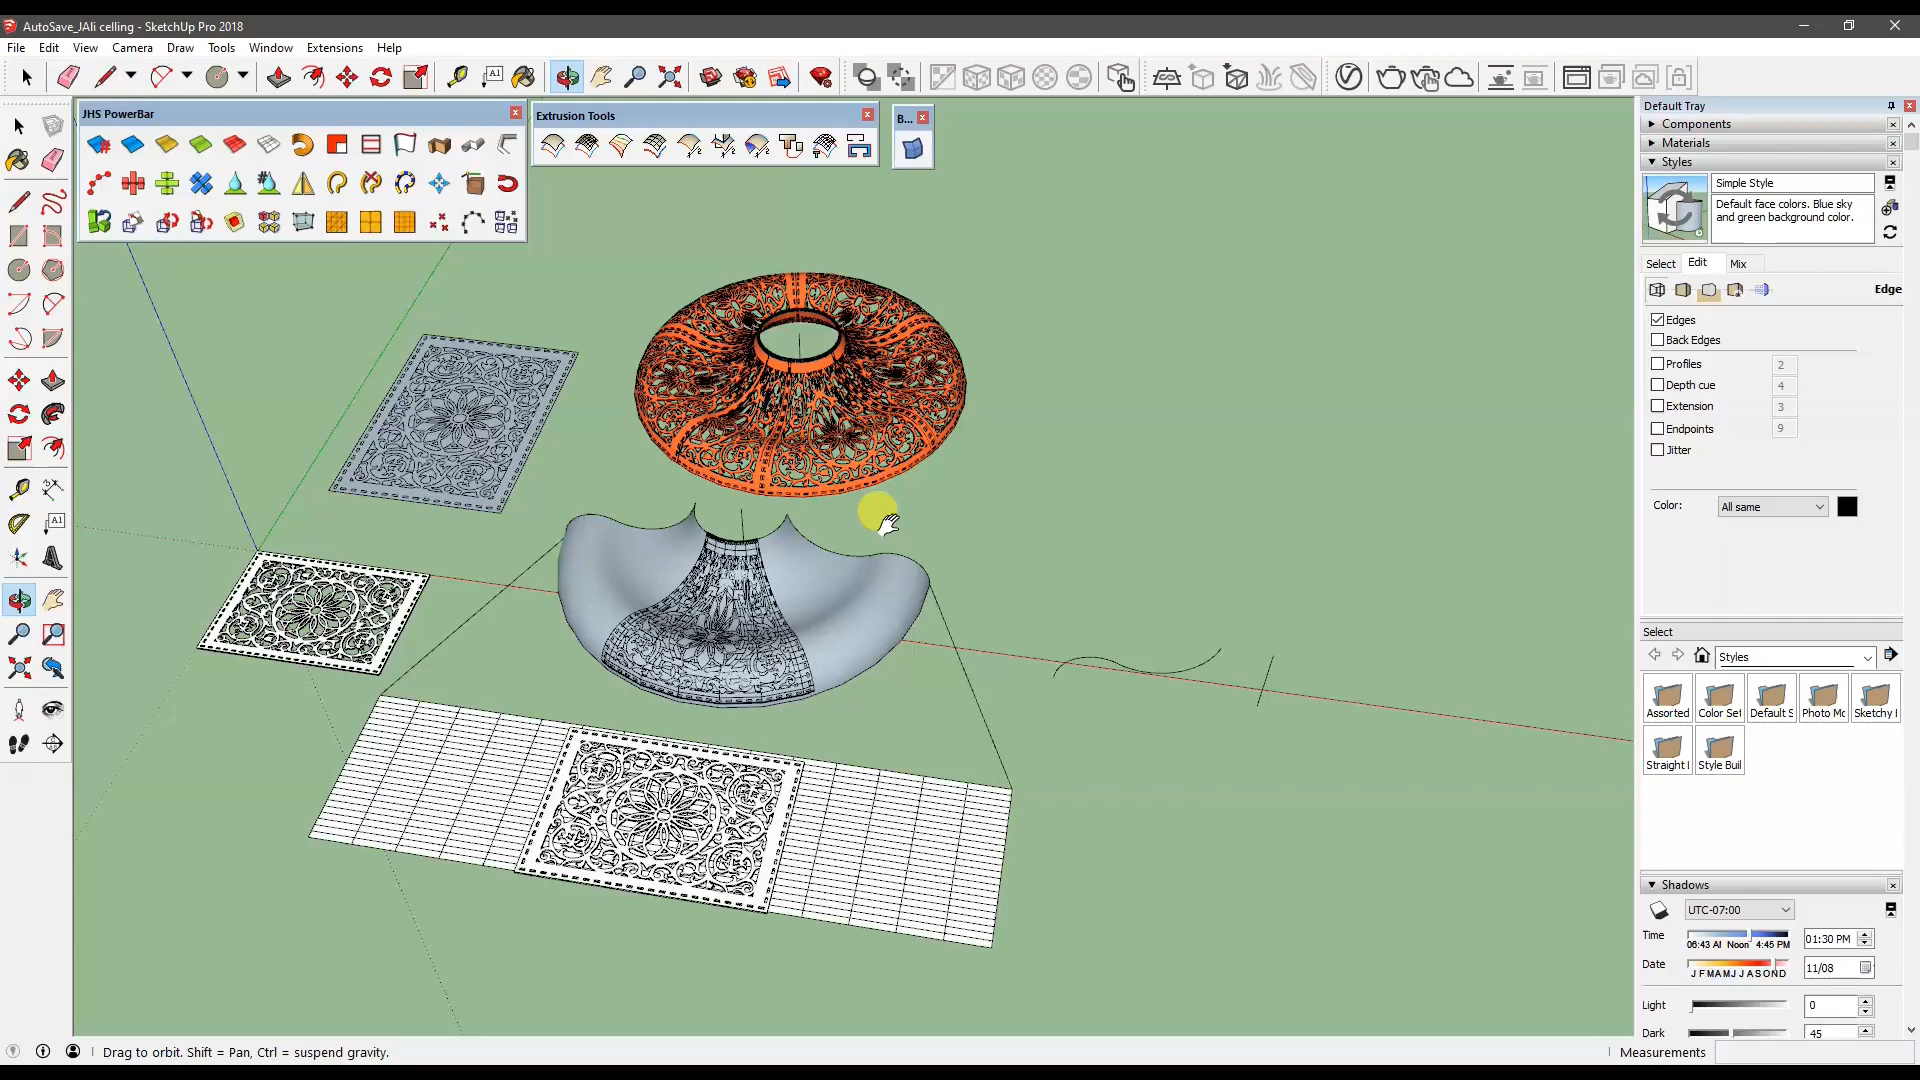 AutoSave_JAli celling - SketchUp Pro 2018
File Edit View Camera Draw Tools Window Extensions Help
JHS PowerBar
Extrusion Tools
B...
Default Tray
Components
Materials
Styles
Simple Style
Default face colors. Blue sky
and green background color.
Select Edit Mix
Edge
Edges
Back Edges
Profiles 2
Depth cue 4
Extension 3
Endpoints 9
Jitter
Color: All same
Select
Styles
Assorted Color Set Default S Photo Mo Sketchy E
Straight l Style Buil
Shadows
UTC-07:00
Time 06:43 AI Noon 4:45 PM 01:30 PM
Date J F M A M J J A S O N D 11/08
Light 0
Dark 45
Drag to orbit. Shift = Pan, Ctrl = suspend gravity.
Measurements